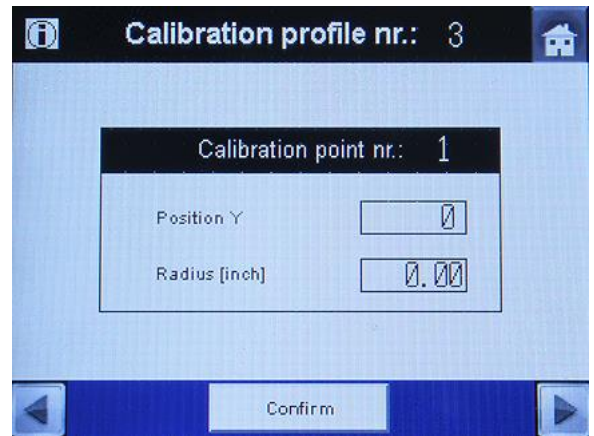 Calibration profile nr.: 3
Calibration point nr.: 1
Position Y 0
Radius [inch] 0.00
Confirm